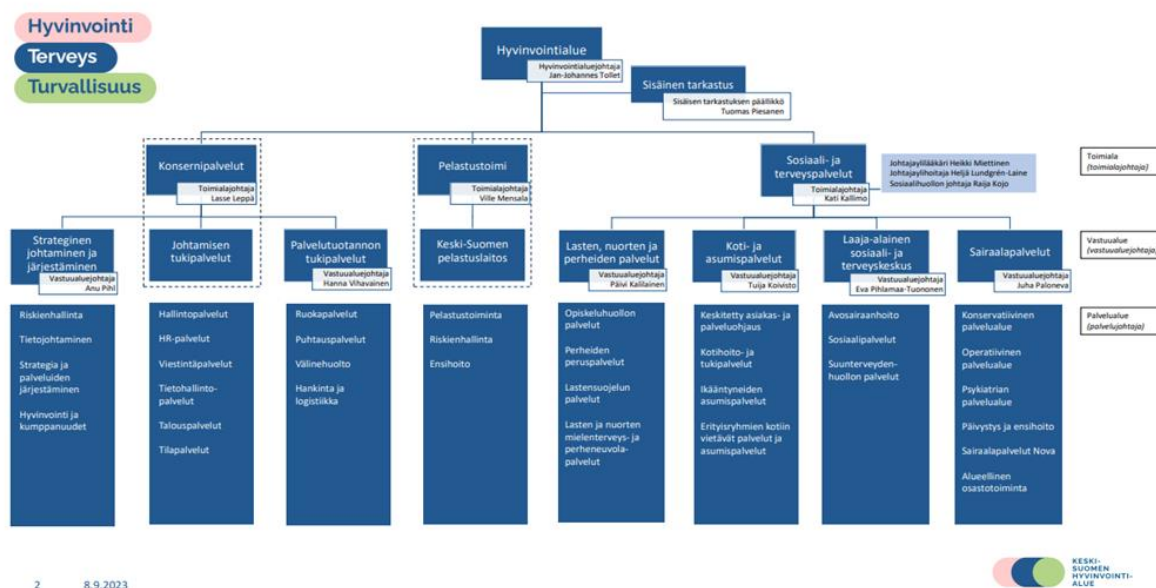 Hyvinvointi
Terveys
Turvallisuus
Hyvinvointialue
Hyvinvointialuejohtaja
Jan-Johannes Tollet
Sisäinen tarkastus
Sisäisen tarkastuksen päällikkö
Tuomas Piesanen
Konsernipalvelut
Toimialajohtaja
Lasse Leppä
Pelastustoimi
Toimialajohtaja
Ville Mensala
Sosiaali- ja
terveyspalvelut
Toimialajohtaja
Kati Kallimo
Johtajaylilääkäri Heikki Miettinen
Johtajaylihoitaja Heljä Lundgrén-Laine
Sosiaalihuollon johtaja Raija Kojo
Toimiala
(toimialajohtaja)
Strateginen
johtaminen ja
järjestäminen
Vastuualuejohtaja
Anu Pihl
Johtamisen
tukipalvelut
Palvelutuotannon
tukipalvelut
Vastuualuejohtaja
Hanna Vihavainen
Keski-Suomen
pelastuslaitos
Lasten, nuorten ja
perheiden palvelut
Vastuualuejohtaja
Päivi Kalilainen
Koti- ja
asumispalvelut
Vastuualuejohtaja
Tuija Koivisto
Laaja-alainen
sosiaali- ja
terveyskeskus
Vastuualuejohtaja
Eva Pihlamaa-Tuononen
Sairaalapalvelut
Vastuualuejohtaja
Juha Paloneva
Vastuualue
(vastuualuejohtaja)
Riskienhallinta
Tietojohtaminen
Strategia ja
palveluiden
järjestäminen
Hyvinvointi ja
kumppanuudet
Hallintopalvelut
HR-palvelut
Viestintäpalvelut
Tietohallinto-
palvelut
Talouspalvelut
Tilapalvelut
Ruokapalvelut
Puhtauspalvelut
Välinehuolto
Hankinta ja
logistiikka
Pelastustoiminta
Riskienhallinta
Ensihoito
Opiskeluhuollon
palvelut
Perheiden
peruspalvelut
Lastensuojelun
palvelut
Lasten ja nuorten
mielenterveys- ja
perheneuvola-
palvelut
Keskitetty asiakas- ja
palveluohjaus
Kotihoito- ja
tukipalvelut
Ikääntyneiden
asumispalvelut
Erityisryhmien kotiin
vietävät palvelut ja
asumispalvelut
Avosairaanhoito
Sosiaalipalvelut
Suunterveyden-
huollon palvelut
Konservatiivinen
palvelualue
Operatiivinen
palvelualue
Psykiatrian
palvelualue
Päivystys ja ensihoito
Sairaalapalvelut Nova
Alueellinen
osastotoiminta
Palvelualue
(palvelujohtaja)
2 8.9.2023
KESKI-
SUOMEN
HYVINVOINTI-
ALUE